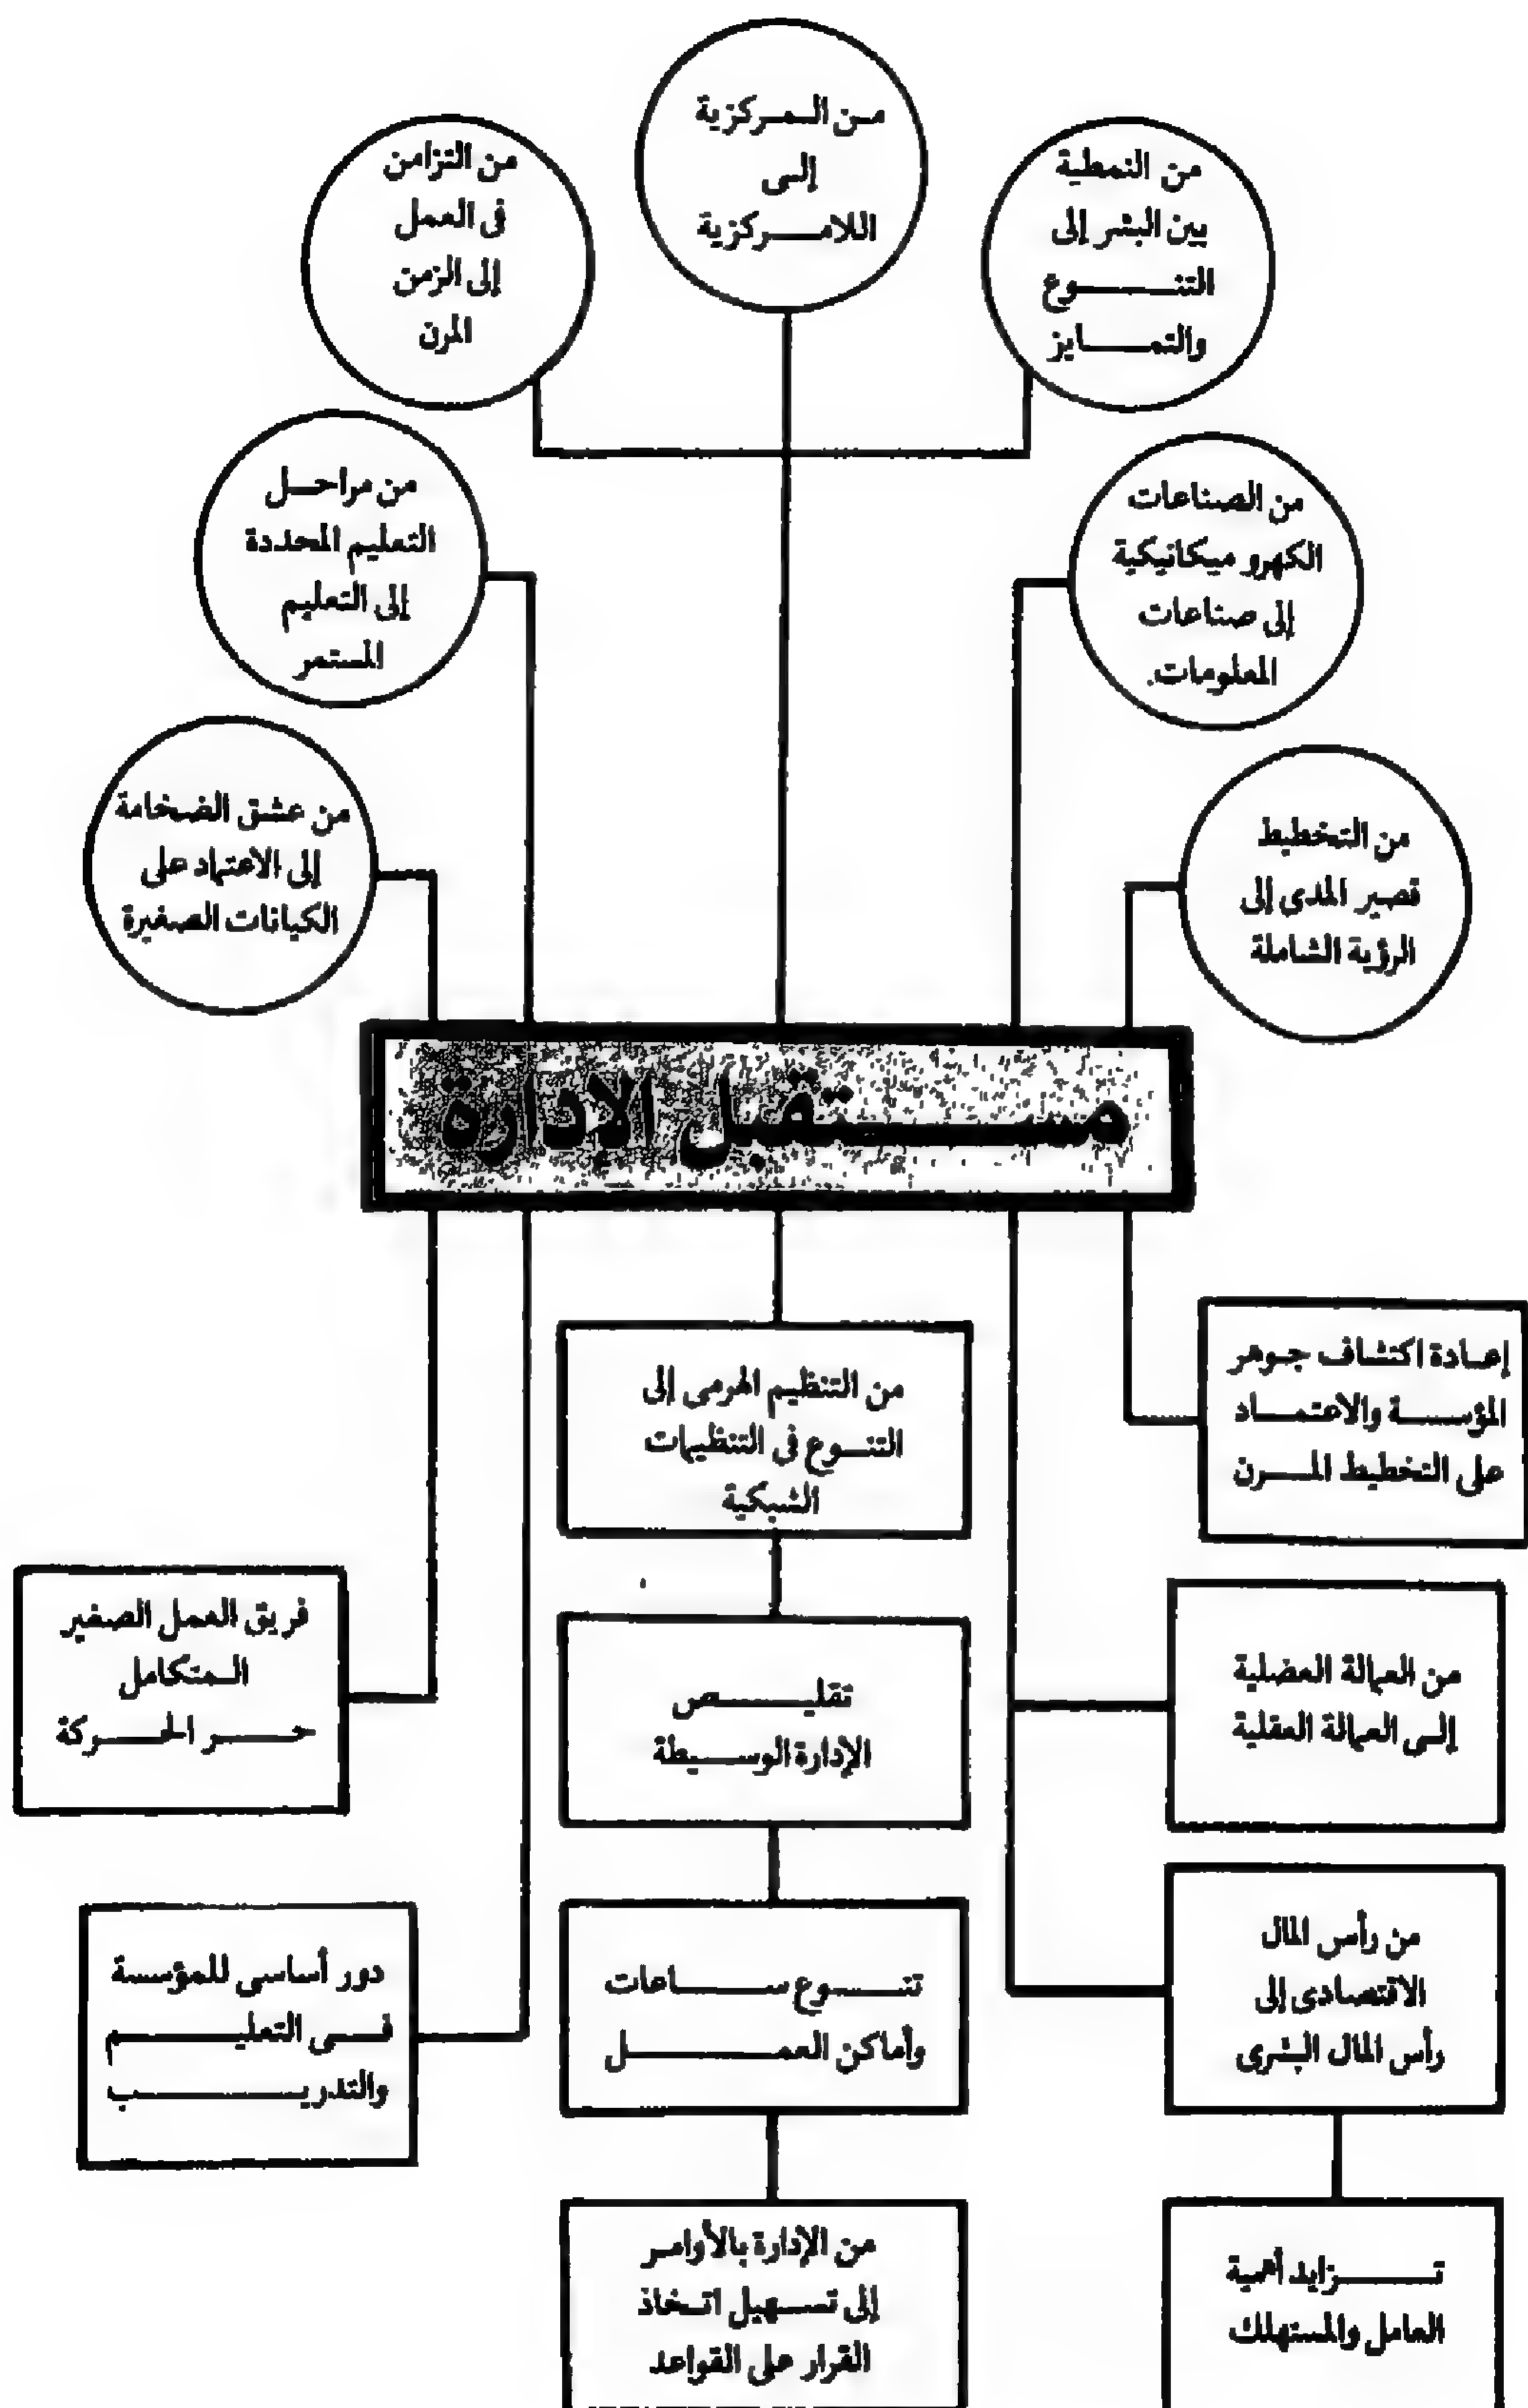 من المركزية
إلى
اللامركزية
من النمطية
بين البشر إلى
التنوع
والتمايز
من التزامن
فى العمل
إلى الزمن
المرن
من الصناعات
الكهرو ميكانيكية
إلى صناعات
المعلومات.
من مراحل
التعليم المحددة
إلى التعليم
المستمر
من التخطيط
قصير المدى إلى
الرؤية الشاملة
من عشق الضخامة
إلى الاعتماد على
الكيانات الصغيرة
مستقبل الإدارة
إعادة اكتشاف جوهر
المؤسسة والاعتماد
على التخطيط المرن
من العمالة العضلية
إلى العمالة العقلية
من رأس المال
الاقتصادى إلى
رأس المال البشرى
تزايد أهمية
العامل والمستهلك
من التنظيم الهرمى إلى
التنوع فى التنظيمات
الشبكية
تقليص
الإدارة الوسيطة
تنوع ساعات
وأماكن العمل
من الإدارة بالأوامر
إلى تسهيل اتخاذ
القرار على القواعد
فريق العمل الصغير
المتكامل
حر الحركة
دور أساسى للمؤسسة
فى التعليم
والتدريب